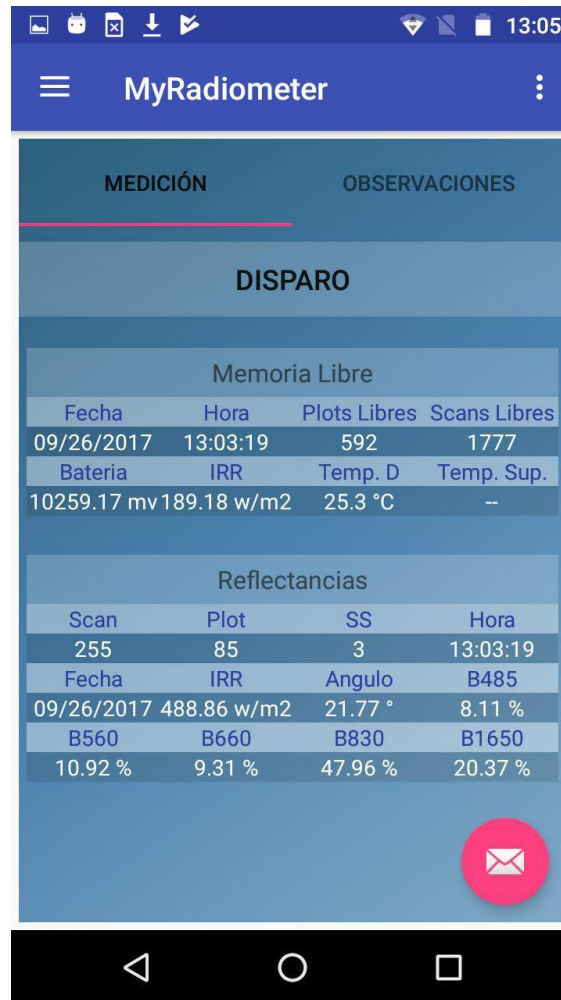 13:05
MyRadiometer
MEDICIÓN OBSERVACIONES
DISPARO
Memoria Libre
Fecha Hora Plots Libres Scans Libres
09/26/2017 13:03:19 592 1777
Bateria IRR Temp. D Temp. Sup.
10259.17 mv 189.18 w/m2 25.3 °C --
Reflectancias
Scan Plot SS Hora
255 85 3 13:03:19
Fecha IRR Angulo B485
09/26/2017 488.86 w/m2 21.77 ° 8.11 %
B560 B660 B830 B1650
10.92 % 9.31 % 47.96 % 20.37 %